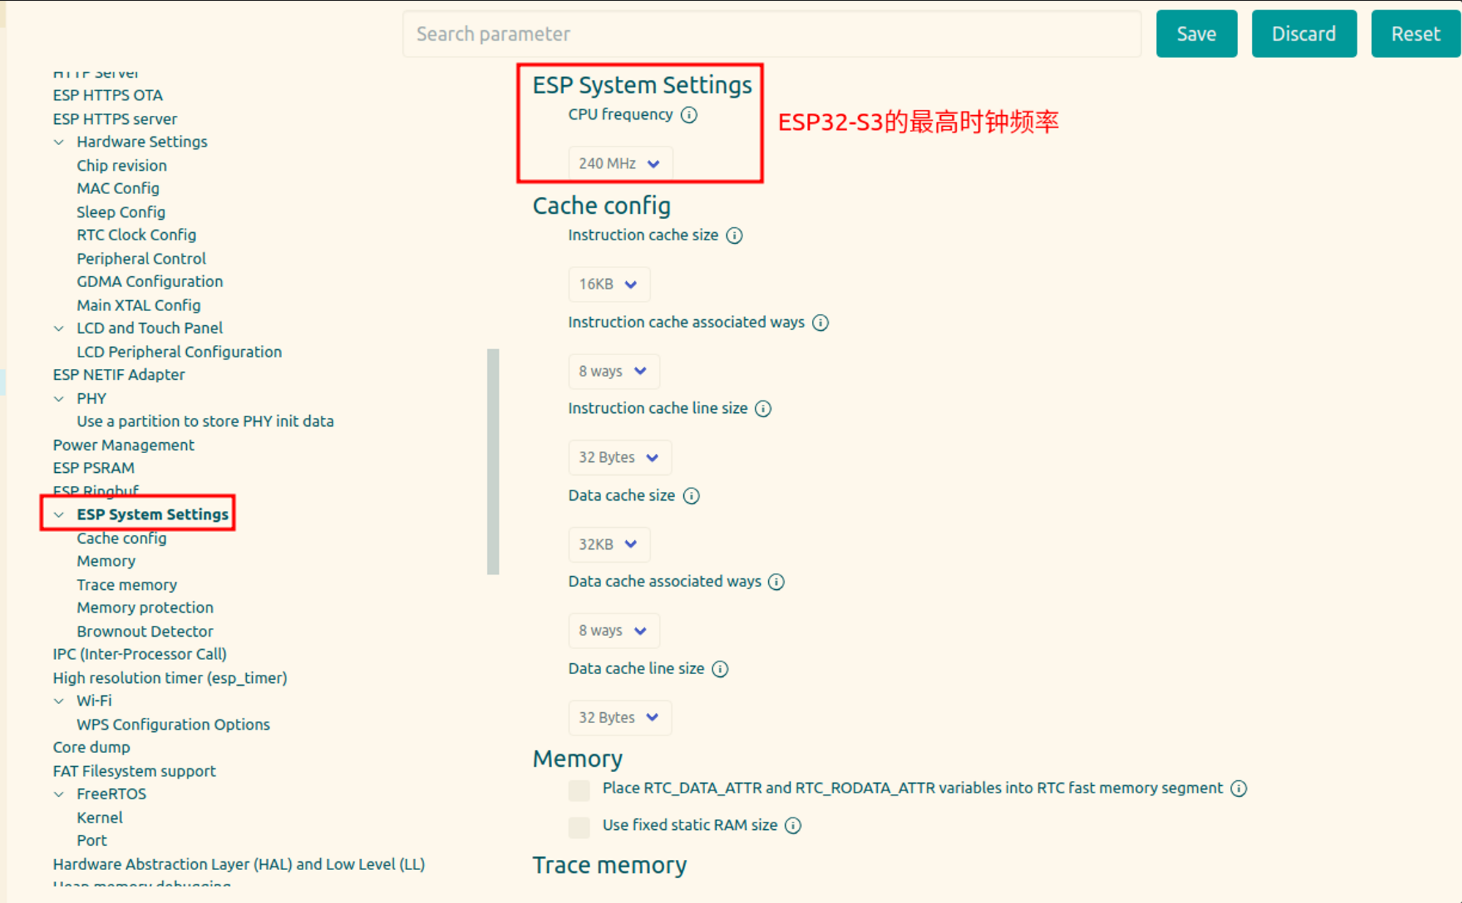 Search parameter
Save
Discard
Reset
HTTP Server
ESP HTTPS OTA
ESP HTTPS server
Hardware Settings
Chip revision
MAC Config
Sleep Config
RTC Clock Config
Peripheral Control
GDMA Configuration
Main XTAL Config
LCD and Touch Panel
LCD Peripheral Configuration
ESP NETIF Adapter
PHY
Use a partition to store PHY init data
Power Management
ESP PSRAM
ESP Ringbuf
ESP System Settings
Cache config
Memory
Trace memory
Memory protection
Brownout Detector
IPC (Inter-Processor Call)
High resolution timer (esp_timer)
Wi-Fi
WPS Configuration Options
Core dump
FAT Filesystem support
FreeRTOS
Kernel
Port
Hardware Abstraction Layer (HAL) and Low Level (LL)
Heap memory debugging
ESP System Settings
CPU frequency
240 MHz
ESP32-S3的最高时钟频率
Cache config
Instruction cache size
16KB
Instruction cache associated ways
8 ways
Instruction cache line size
32 Bytes
Data cache size
32KB
Data cache associated ways
8 ways
Data cache line size
32 Bytes
Memory
Place RTC_DATA_ATTR and RTC_RODATA_ATTR variables into RTC fast memory segment
Use fixed static RAM size
Trace memory